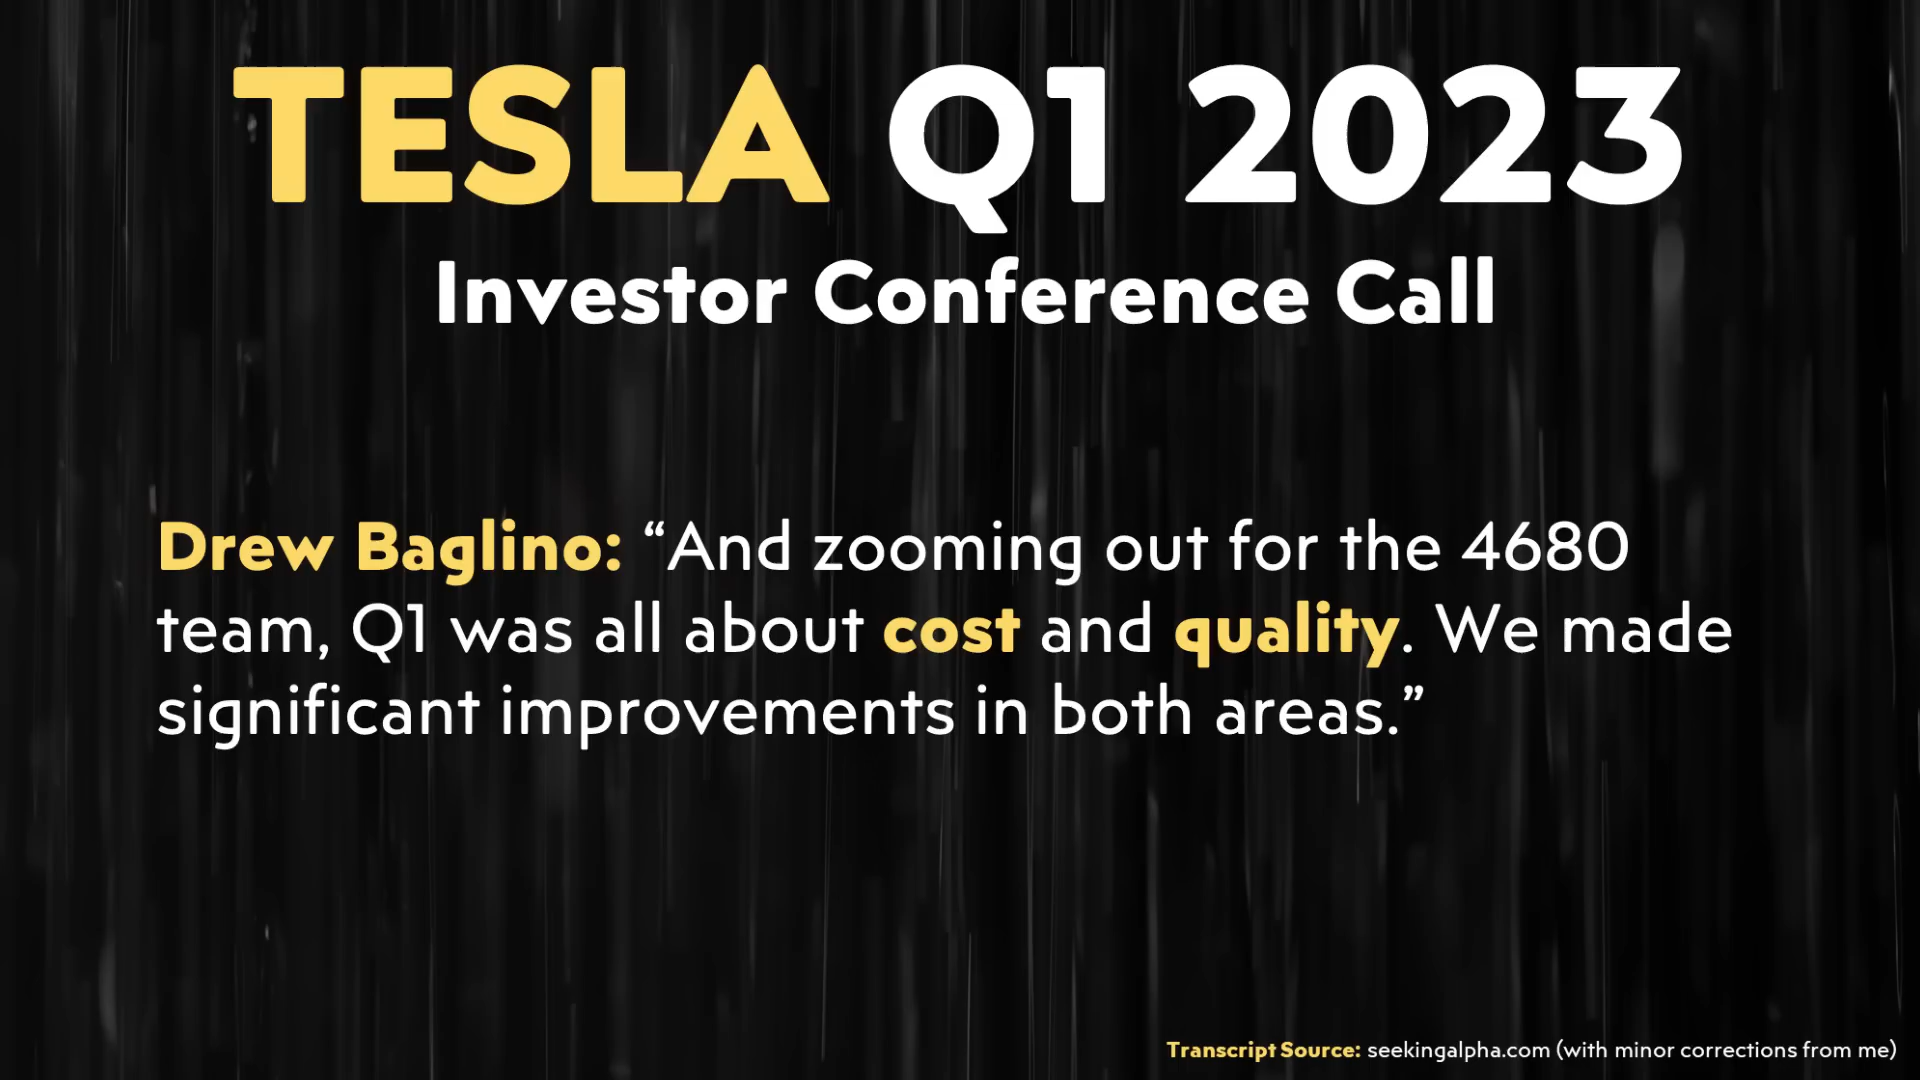 TESLA Q1 2023
Investor Conference Call
Drew Baglino: “And zooming out for the 4680
team, Q1 was all about cost and quality. We made
significant improvements in both areas.”
Transcript Source: seekingalpha.com (with minor corrections from me)